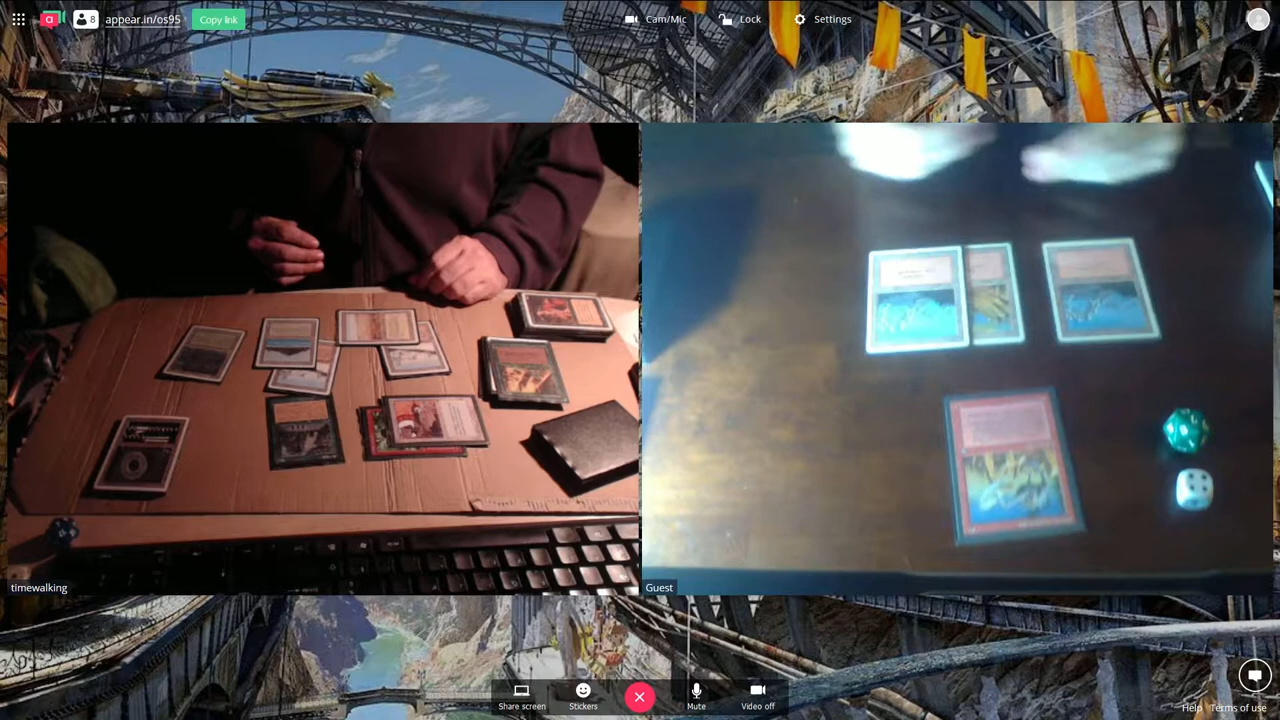 8
appear.in/os95
Copy link
Cam/Mic
Lock
Settings
timewalking
Guest
Share screen
Stickers
Mute
Video off
Help
Terms of use